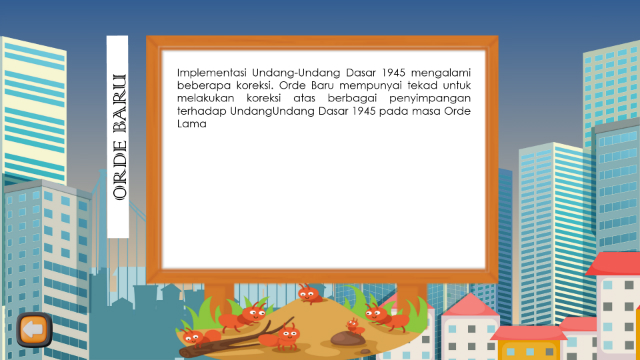 ORDE BARU
Implementasi Undang-Undang Dasar 1945 mengalami
beberapa koreksi. Orde Baru mempunyai tekad untuk
melakukan koreksi atas berbagai penyimpangan
terhadap UndangUndang Dasar 1945 pada masa Orde
Lama